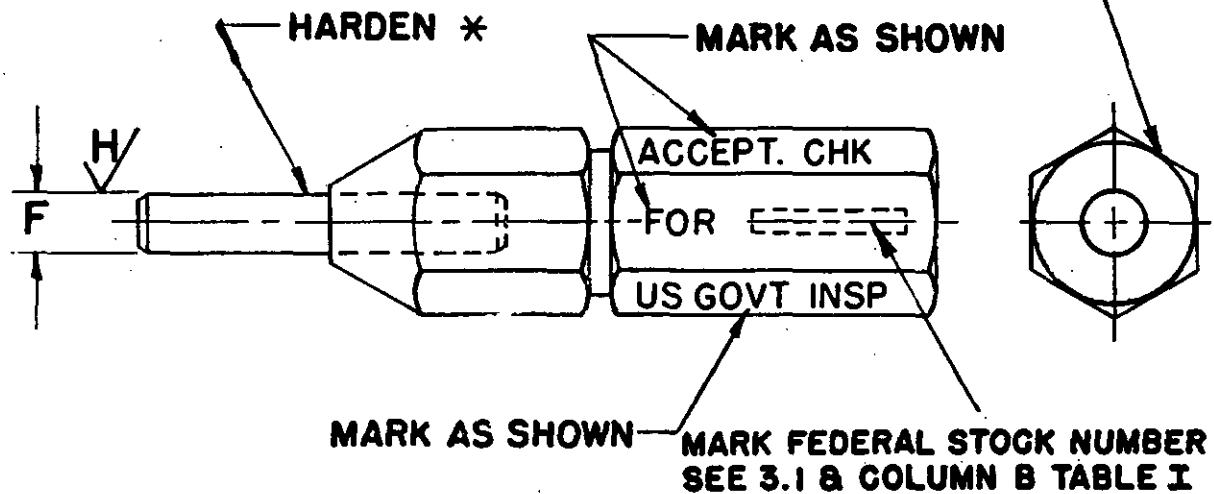 HARDEN *
MARK AS SHOWN
H
F
ACCEPT. CHK
FOR
US GOVT INSP
MARK AS SHOWN
MARK FEDERAL STOCK NUMBER
SEE 3.1 & COLUMN B TABLE I